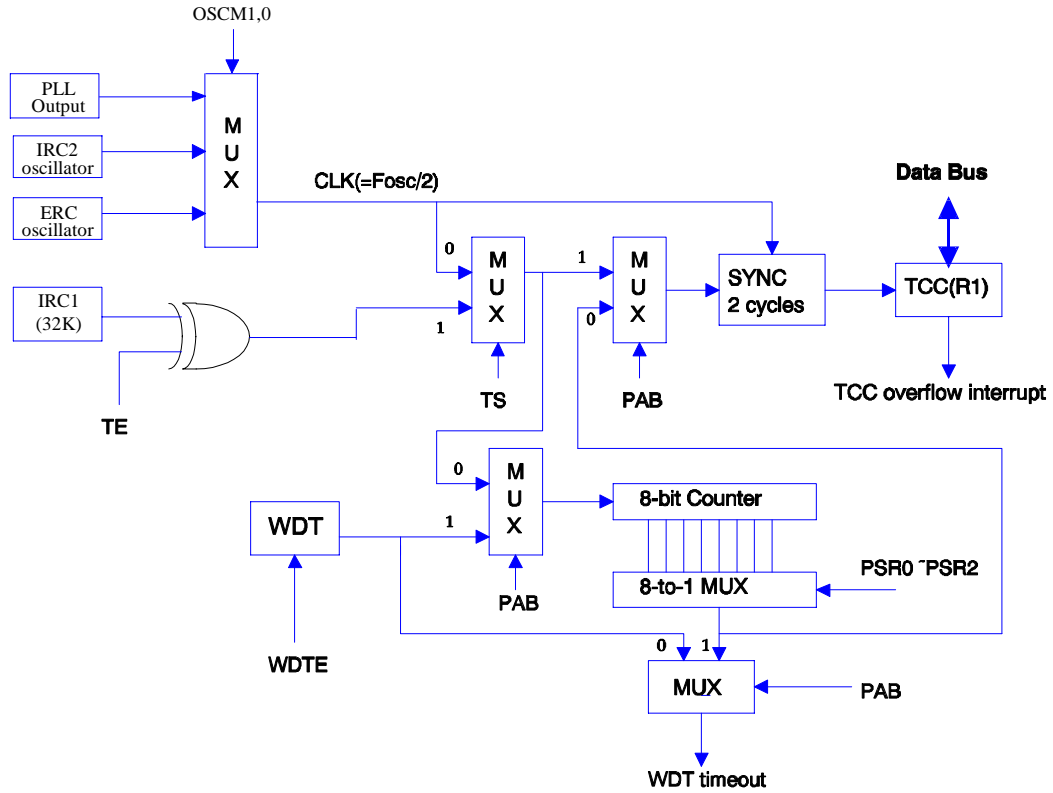 OSCM1,0
PLL
Output
IRC2
oscillator
ERC
oscillator
M
U
X
CLK(=Fosc/2)
Data Bus
IRC1
(32K)
TE
0
1
M
U
X
TS
1
0
M
U
X
PAB
SYNC
2 cycles
TCC(R1)
TCC overflow interrupt
WDT
WDTE
0
1
M
U
X
PAB
8-bit Counter
8-to-1 MUX
PSR0 ~PSR2
0
1
MUX
PAB
WDT timeout